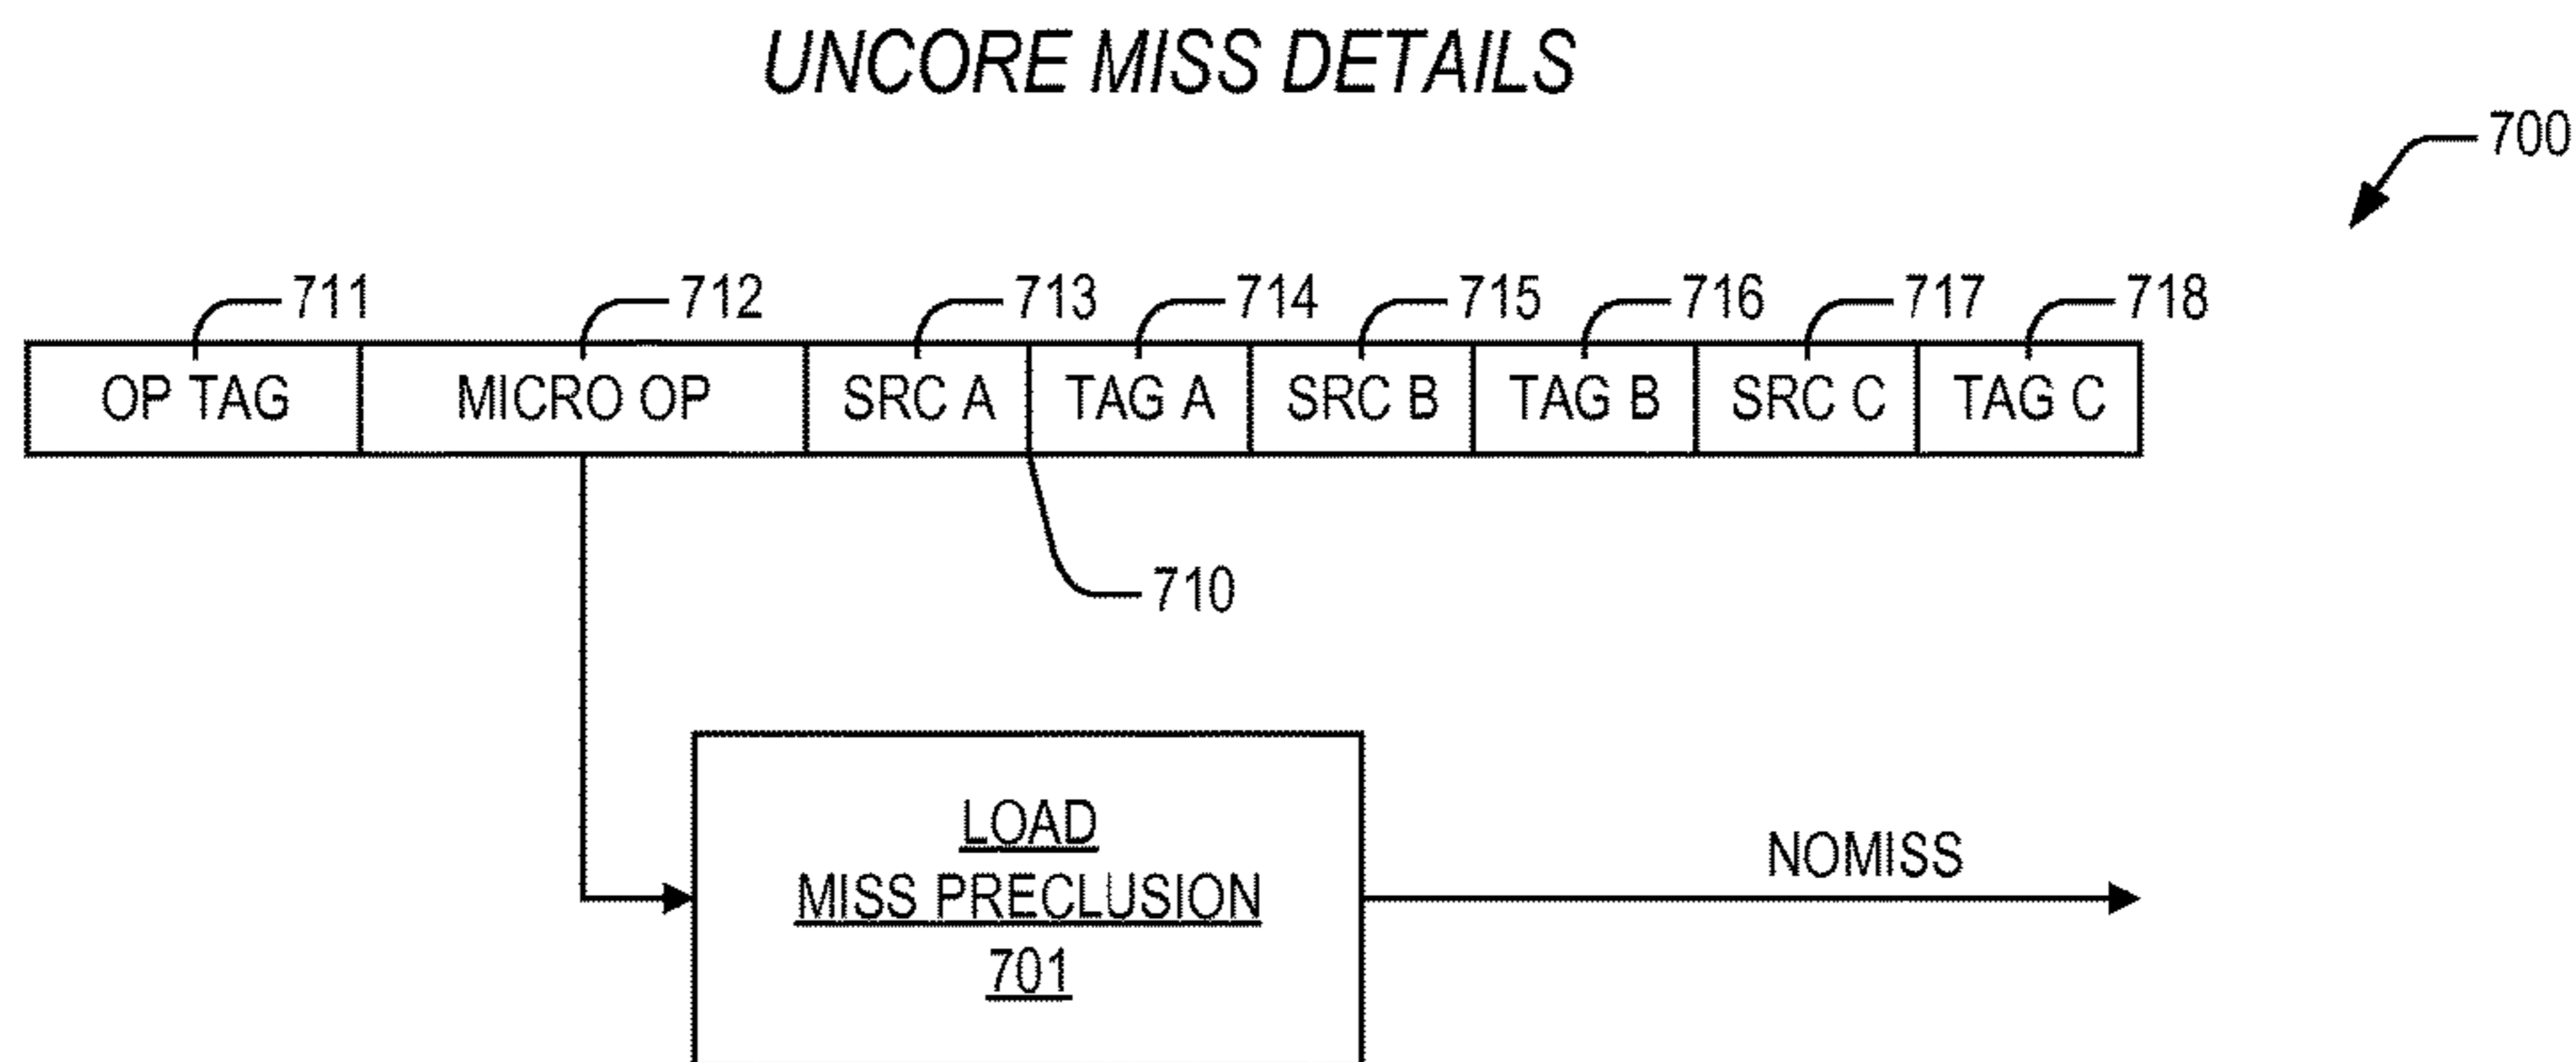 UNCORE MISS DETAILS
700
711 712 713 714 715 716 717 718
OP TAG MICRO OP SRC A TAG A SRC B TAG B SRC C TAG C
710
LOAD
MISS PRECLUSION
701
NOMISS